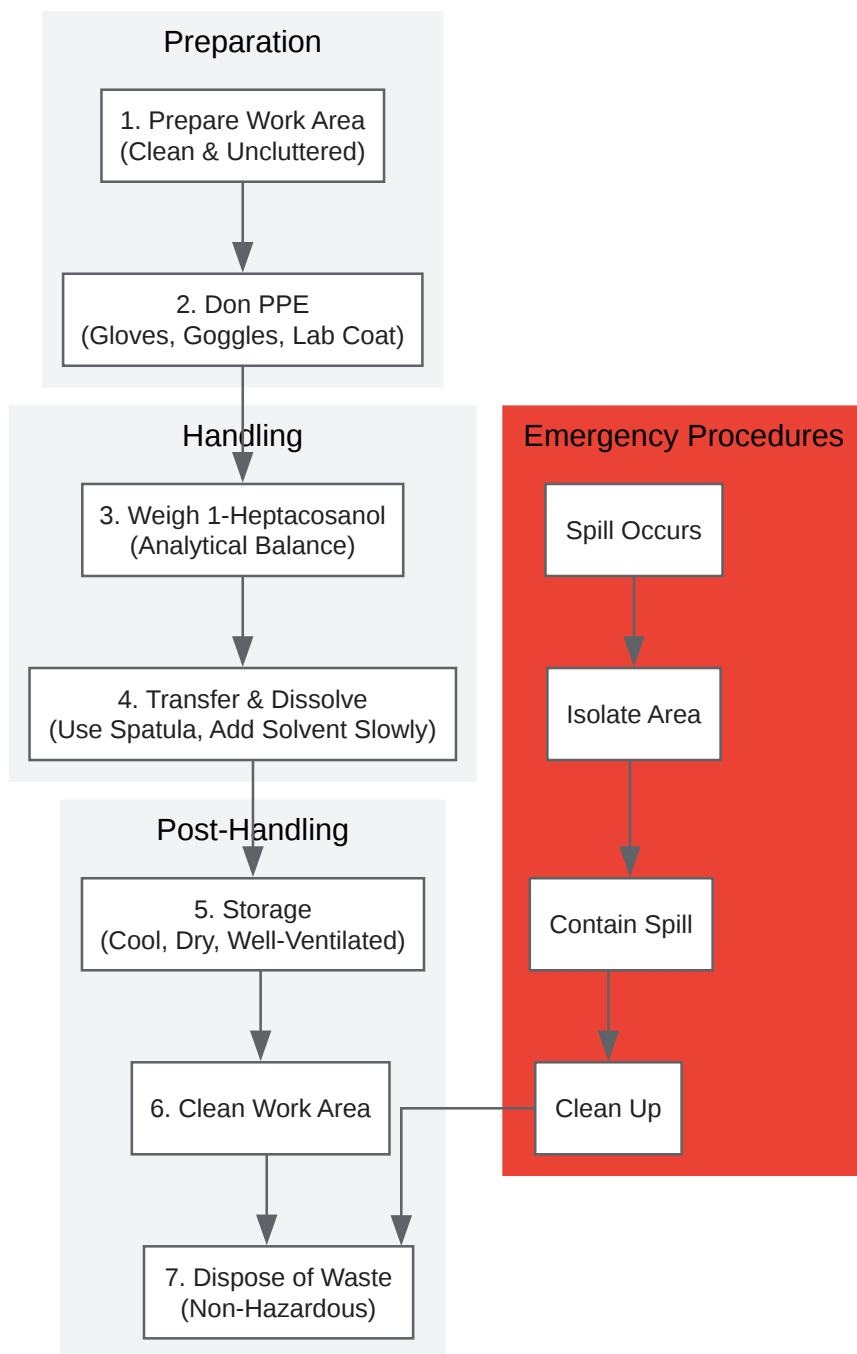 Preparation
1. Prepare Work Area
(Clean & Uncluttered)
2. Don PPE
(Gloves, Goggles, Lab Coat)
Handling
3. Weigh 1-Heptacosanol
(Analytical Balance)
4. Transfer & Dissolve
(Use Spatula, Add Solvent Slowly)
Post-Handling
5. Storage
(Cool, Dry, Well-Ventilated)
6. Clean Work Area
7. Dispose of Waste
(Non-Hazardous)
Emergency Procedures
Spill Occurs
Isolate Area
Contain Spill
Clean Up